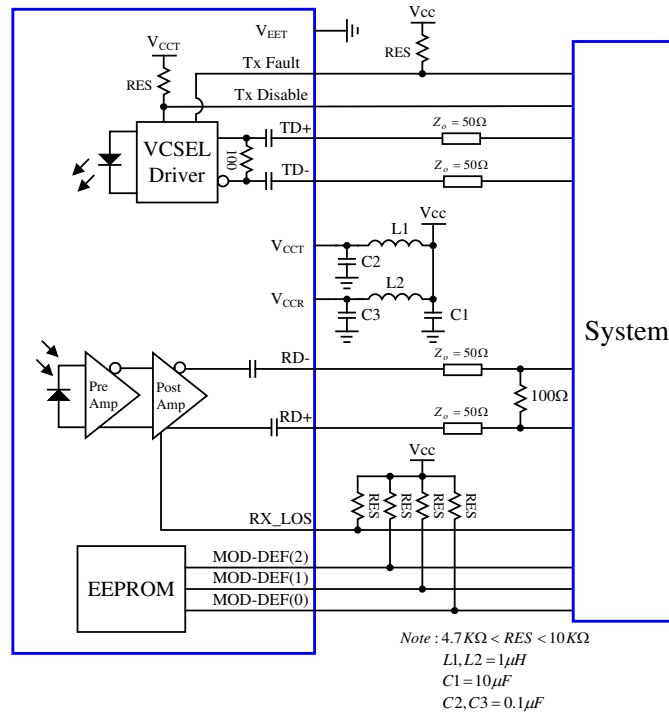 Vcc
V_EET
V_CCT
RES
RES
Tx Fault
Tx Disable
Z_o = 50Ω
TD+
VCSEL
Driver
100
Z_o = 50Ω
TD-
Vcc
L1
V_CCT
C2
L2
V_CCR
C3
C1
System
Z_o = 50Ω
RD-
Pre
Amp
Post
Amp
100Ω
Z_o = 50Ω
RD+
Vcc
RES
RES
RES
RES
RX_LOS
MOD-DEF(2)
EEPROM
MOD-DEF(1)
MOD-DEF(0)
Note : 4.7KΩ < RES < 10KΩ
L1, L2 = 1μH
C1 = 10μF
C2, C3 = 0.1μF